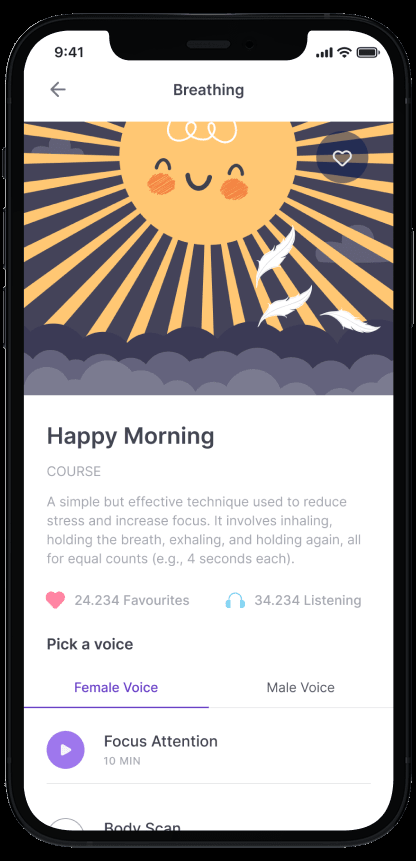 9:41
Breathing
Happy Morning
COURSE
A simple but effective technique used to reduce
stress and increase focus. It involves inhaling,
holding the breath, exhaling, and holding again, all
for equal counts (e.g., 4 seconds each).
24.234 Favourites 34.234 Listening
Pick a voice
Female Voice Male Voice
Focus Attention
10 MIN
Body Scan